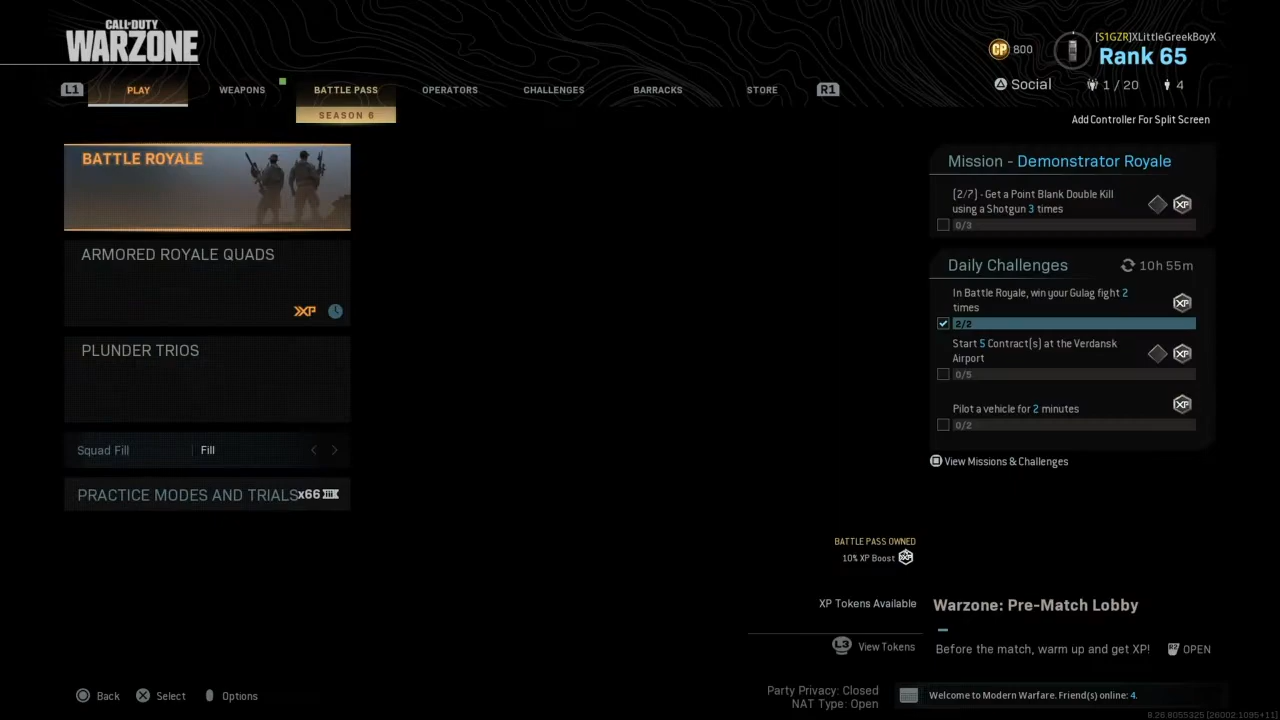 CALL·DUTY
WARZONE
CP 800
[S1GZR]XLittleGreekBoyX
Rank 65
Social
1 / 20
4
L1
PLAY
WEAPONS
BATTLE PASS
SEASON 6
OPERATORS
CHALLENGES
BARRACKS
STORE
R1
Add Controller For Split Screen
BATTLE ROYALE
ARMORED ROYALE QUADS
XP
PLUNDER TRIOS
Squad Fill
Fill
PRACTICE MODES AND TRIALS x66
Mission - Demonstrator Royale
[2/7] - Get a Point Blank Double Kill
using a Shotgun 3 times
XP
0/3
Daily Challenges
10h 55m
In Battle Royale, win your Gulag fight 2
times
XP
2/2
Start 5 Contract(s) at the Verdansk
Airport
XP
0/5
Pilot a vehicle for 2 minutes
XP
0/2
View Missions & Challenges
BATTLE PASS OWNED
10% XP Boost
XP Tokens Available
L3 View Tokens
Warzone: Pre-Match Lobby
Before the match, warm up and get XP!
R2 OPEN
Back
Select
Options
Party Privacy: Closed
NAT Type: Open
Welcome to Modern Warfare. Friend(s) online: 4.